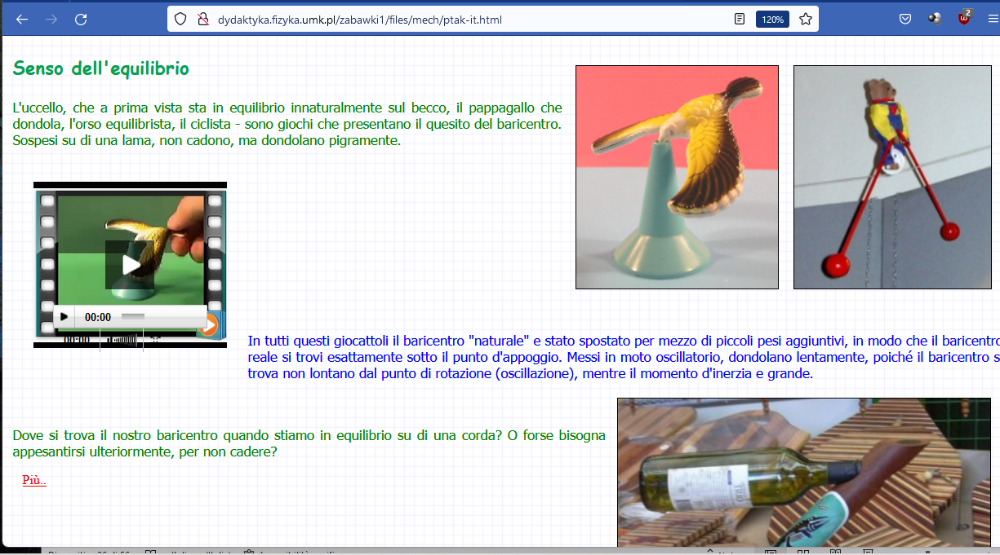 dydaktyka.fizyka.umk.pl/zabawki1/files/mech/ptak-it.html
120%
2
Senso dell'equilibrio
L'uccello, che a prima vista sta in equilibrio innaturalmente sul becco, il pappagallo che
dondola, l'orso equilibrista, il ciclista - sono giochi che presentano il quesito del baricentro.
Sospesi su di una lama, non cadono, ma dondolano pigramente.
00:00
00:00
In tutti questi giocattoli il baricentro "naturale" e stato spostato per mezzo di piccoli pesi aggiuntivi, in modo che il baricentro
reale si trovi esattamente sotto il punto d'appoggio. Messi in moto oscillatorio, dondolano lentamente, poiché il baricentro s
trova non lontano dal punto di rotazione (oscillazione), mentre il momento d'inerzia e grande.
Dove si trova il nostro baricentro quando stiamo in equilibrio su di una corda? O forse bisogna
appesantirsi ulteriormente, per non cadere?
Più..